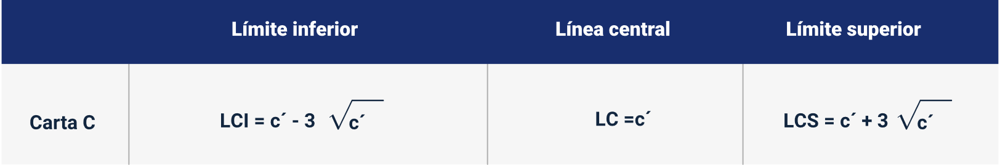 Límite inferior Línea central Límite superior
Carta C LCI = c´ - 3 √c´ LC =c´ LCS = c´ + 3 √c´